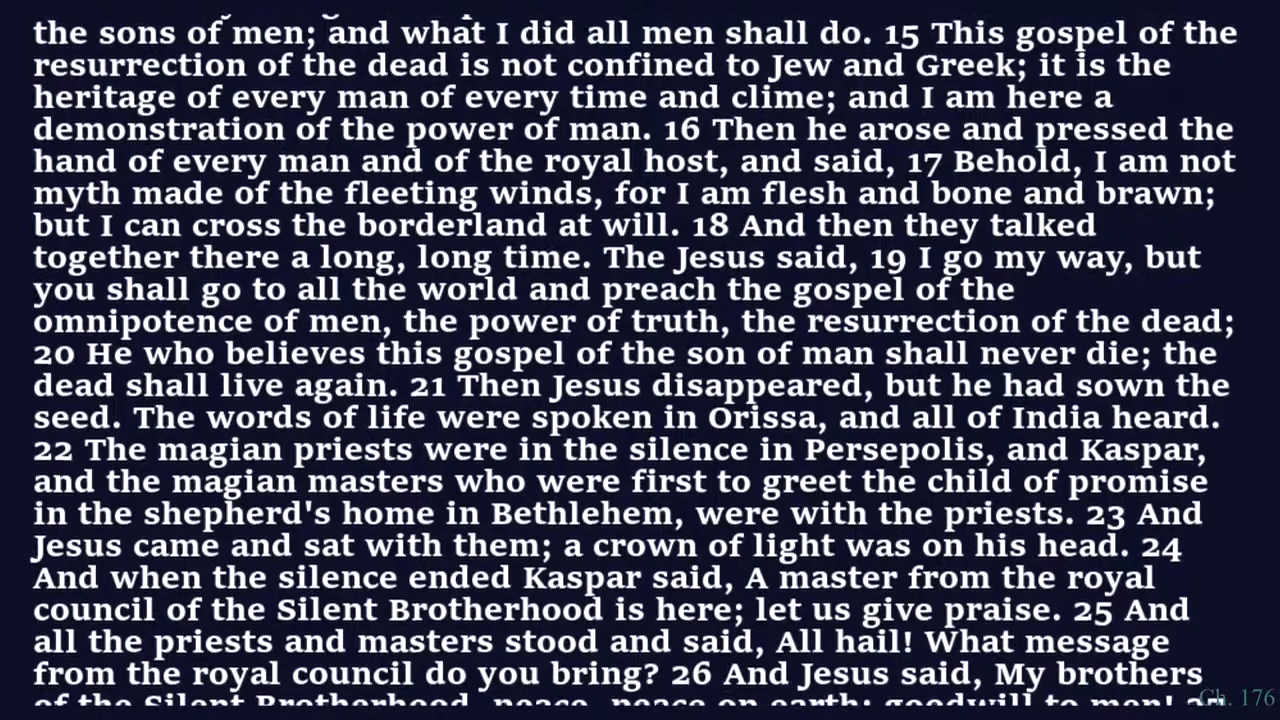 the sons of men; and what I did all men shall do. 15 This gospel of the
resurrection of the dead is not confined to Jew and Greek; it is the
heritage of every man of every time and clime; and I am here a
demonstration of the power of man. 16 Then he arose and pressed the
hand of every man and of the royal host, and said, 17 Behold, I am not
myth made of the fleeting winds, for I am flesh and bone and brawn;
but I can cross the borderland at will. 18 And then they talked
together there a long, long time. The Jesus said, 19 I go my way, but
you shall go to all the world and preach the gospel of the
omnipotence of men, the power of truth, the resurrection of the dead;
20 He who believes this gospel of the son of man shall never die; the
dead shall live again. 21 Then Jesus disappeared, but he had sown the
seed. The words of life were spoken in Orissa, and all of India heard.
22 The magian priests were in the silence in Persepolis, and Kaspar,
and the magian masters who were first to greet the child of promise
in the shepherd's home in Bethlehem, were with the priests. 23 And
Jesus came and sat with them; a crown of light was on his head. 24
And when the silence ended Kaspar said, A master from the royal
council of the Silent Brotherhood is here; let us give praise. 25 And
all the priests and masters stood and said, All hail! What message
from the royal council do you bring? 26 And Jesus said, My brothers
of the Silent Brotherhood, peace, peace on earth; goodwill to men!
Ch. 176